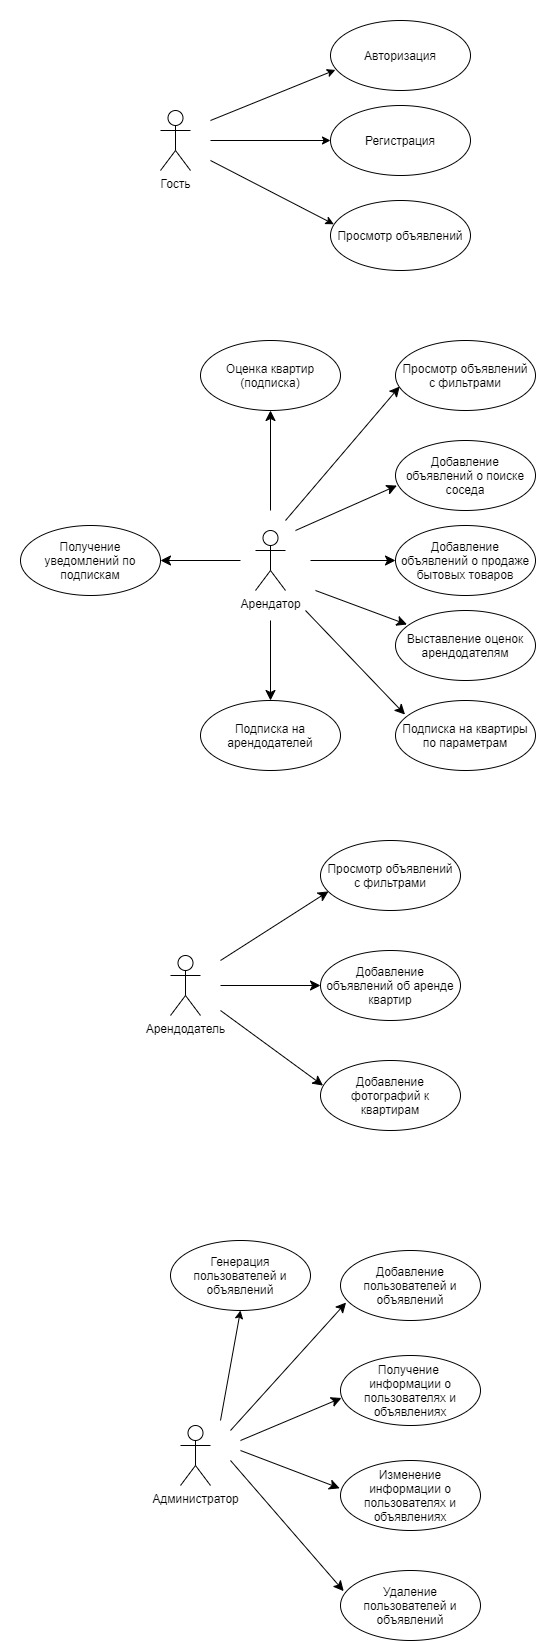 Авторизация
Регистрация
Гость
Просмотр объявлений
Оценка квартир
(подписка)
Просмотр объявлений
с фильтрами
Добавление
объявлений о поиске
соседа
Получение
уведомлений по
подпискам
Добавление
объявлений о продаже
бытовых товаров
Арендатор
Выставление оценок
арендодателям
Подписка на
арендодателей
Подписка на квартиры
по параметрам
Просмотр объявлений
с фильтрами
Добавление
объявлений об аренде
квартир
Арендодатель
Добавление
фотографий к
квартирам
Генерация
пользователей и
объявлений
Добавление
пользователей и
объявлений
Получение
информации о
пользователях и
объявлениях
Администратор
Изменение
информации о
пользователях и
объявлениях
Удаление
пользователей и
объявлений